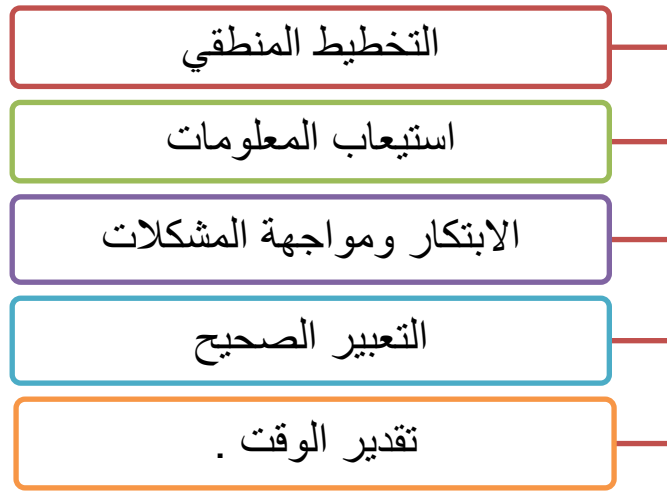 التخطيط المنطقي
استيعاب المعلومات
الابتكار ومواجهة المشكلات
التعبير الصحيح
تقدير الوقت .